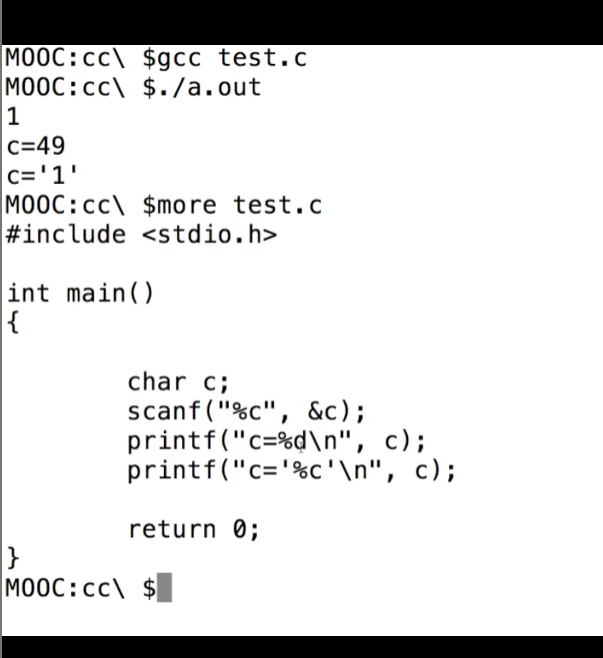 MOOC:cc\ $gcc test.c
MOOC:cc\ $./a.out
1
c=49
c='1'
MOOC:cc\ $more test.c
#include <stdio.h>

int main()
{

        char c;
        scanf("%c", &c);
        printf("c=%d\n", c);
        printf("c='%c'\n", c);

        return 0;
}
MOOC:cc\ $